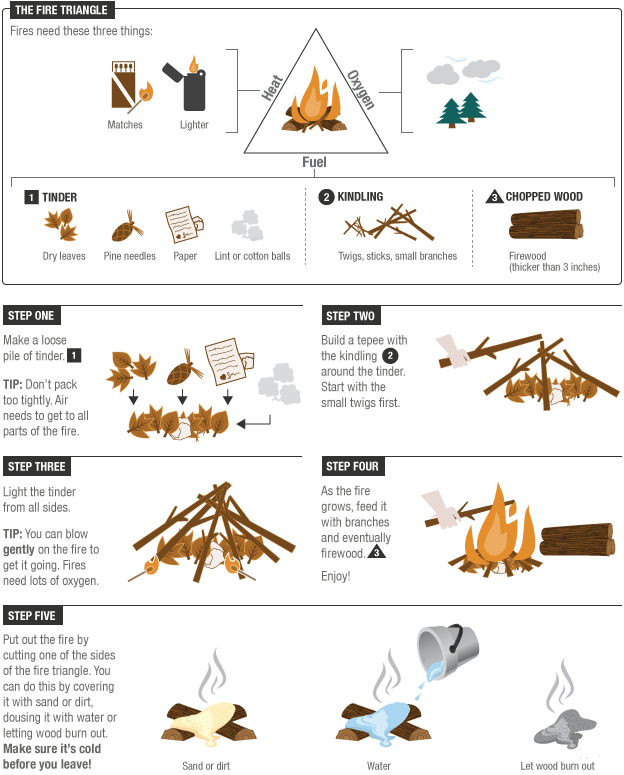 THE FIRE TRIANGLE
Fires need these three things:
Matches
Lighter
Heat
Oxygen
Fuel
1 TINDER
Dry leaves
Pine needles
Paper
Lint or cotton balls
2 KINDLING
Twigs, sticks, small branches
3 CHOPPED WOOD
Firewood
(thicker than 3 inches)
STEP ONE
Make a loose
pile of tinder. 1
TIP: Don't pack
too tightly. Air
needs to get to all
parts of the fire.
STEP TWO
Build a tepee with
the kindling 2
around the tinder.
Start with the
small twigs first.
STEP THREE
Light the tinder
from all sides.
TIP: You can blow
gently on the fire to
get it going. Fires
need lots of oxygen.
STEP FOUR
As the fire
grows, feed it
with branches
and eventually
firewood. 3
Enjoy!
STEP FIVE
Put out the fire by
cutting one of the sides
of the fire triangle. You
can do this by covering
it with sand or dirt,
dousing it with water or
letting wood burn out.
Make sure it's cold
before you leave!
Sand or dirt
Water
Let wood burn out